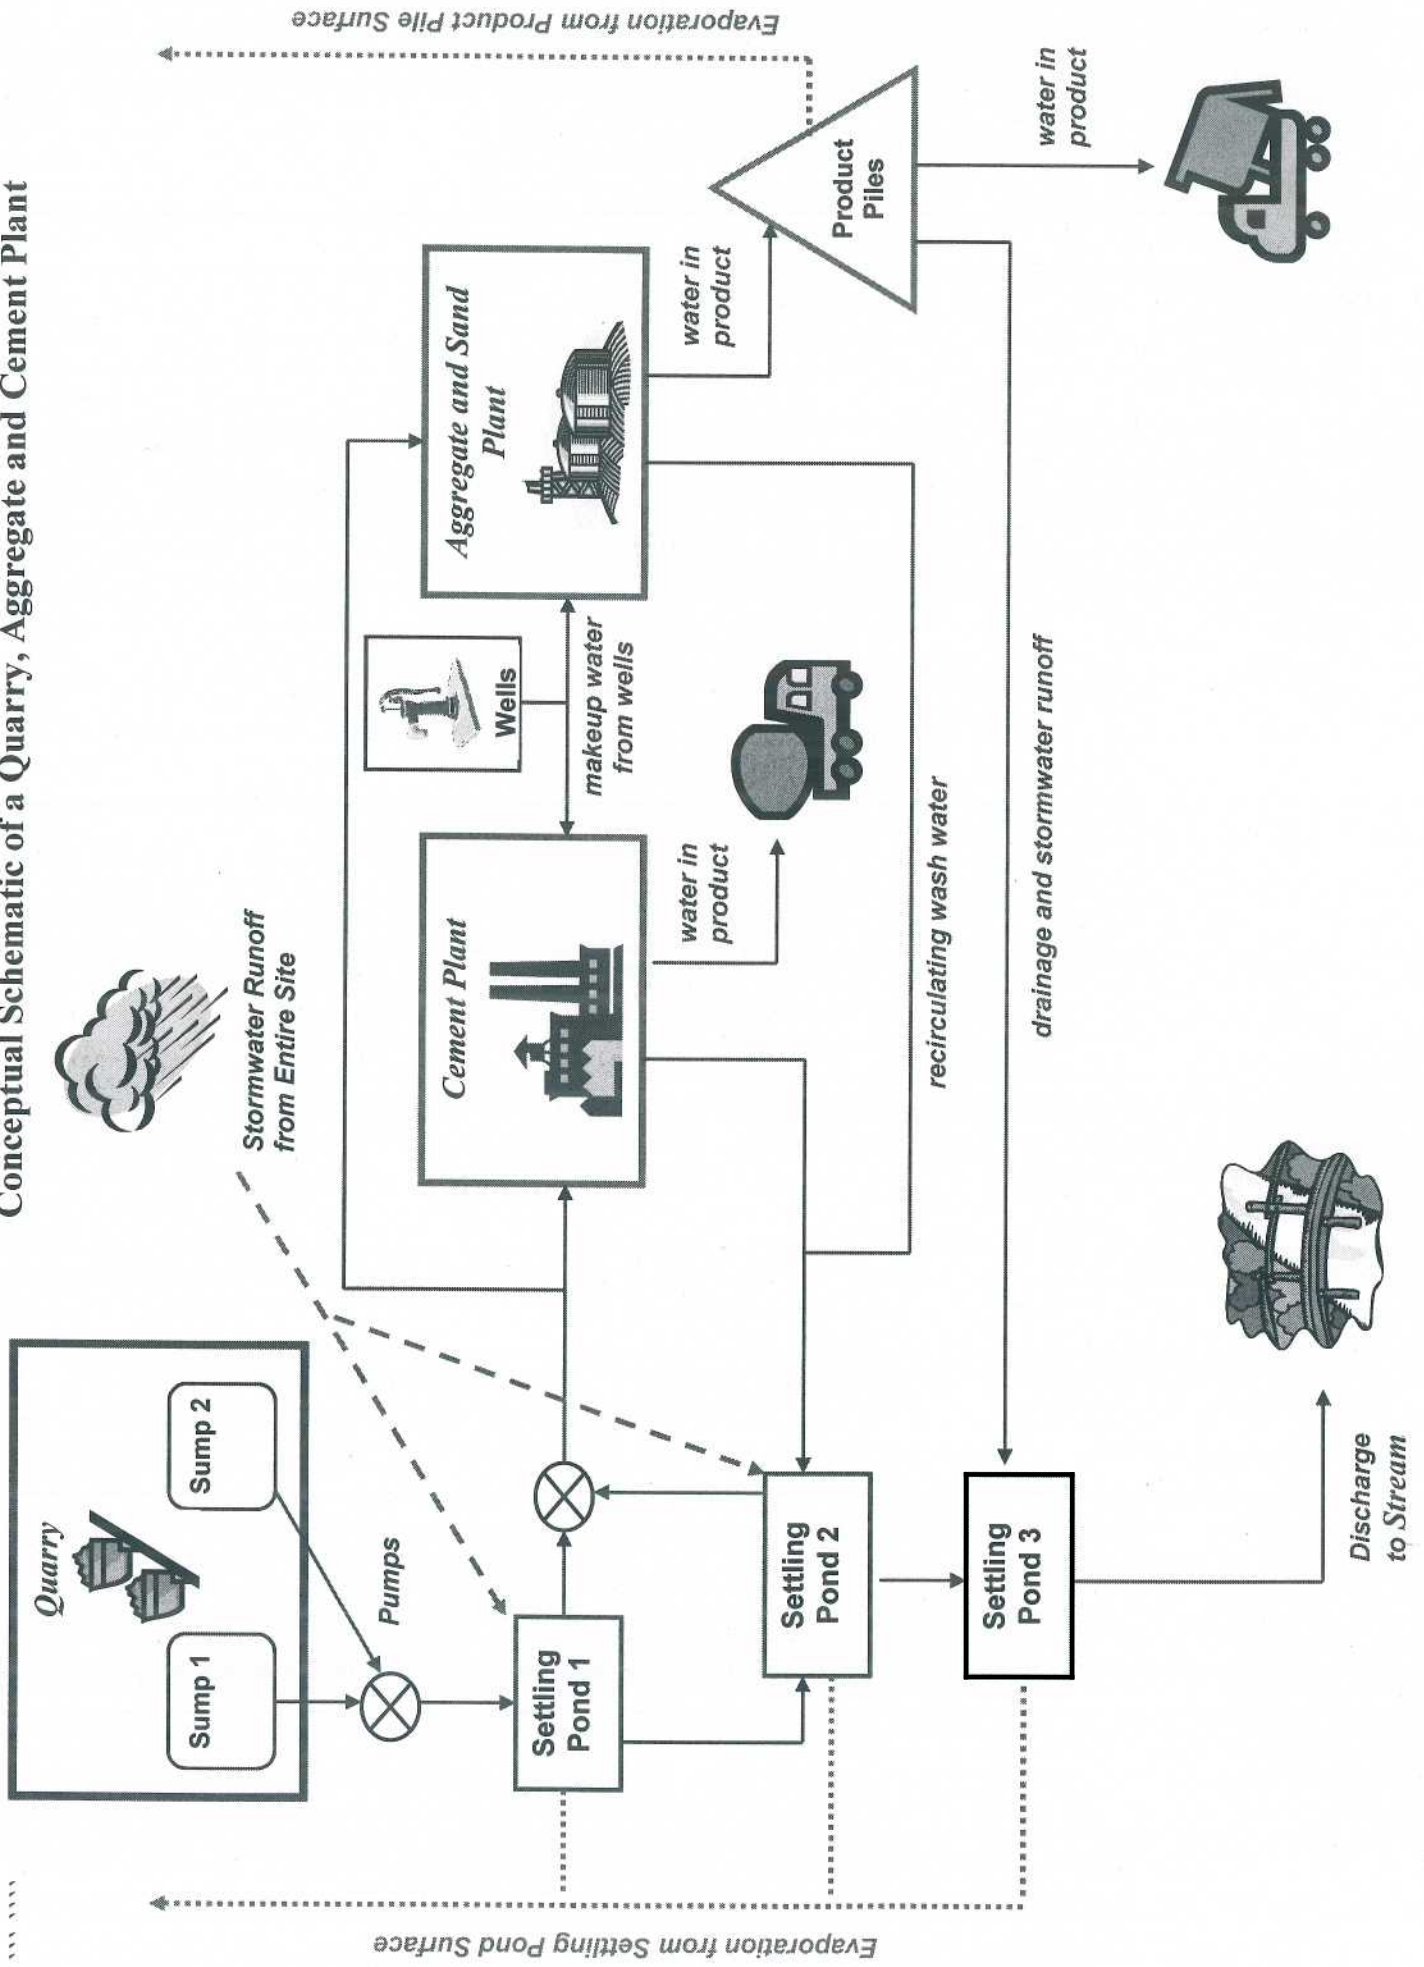 Conceptual Schematic of a Quarry, Aggregate and Cement Plant
Quarry
Sump 1
Sump 2
Pumps
Stormwater Runoff
from Entire Site
Evaporation from Settling Pond Surface
Evaporation from Product Pile Surface
Settling
Pond 1
Settling
Pond 2
Settling
Pond 3
Cement Plant
Wells
makeup water
from wells
Aggregate and Sand
Plant
water in
product
water in
product
Product
Piles
water in
product
recirculating wash water
drainage and stormwater runoff
Discharge
to Stream